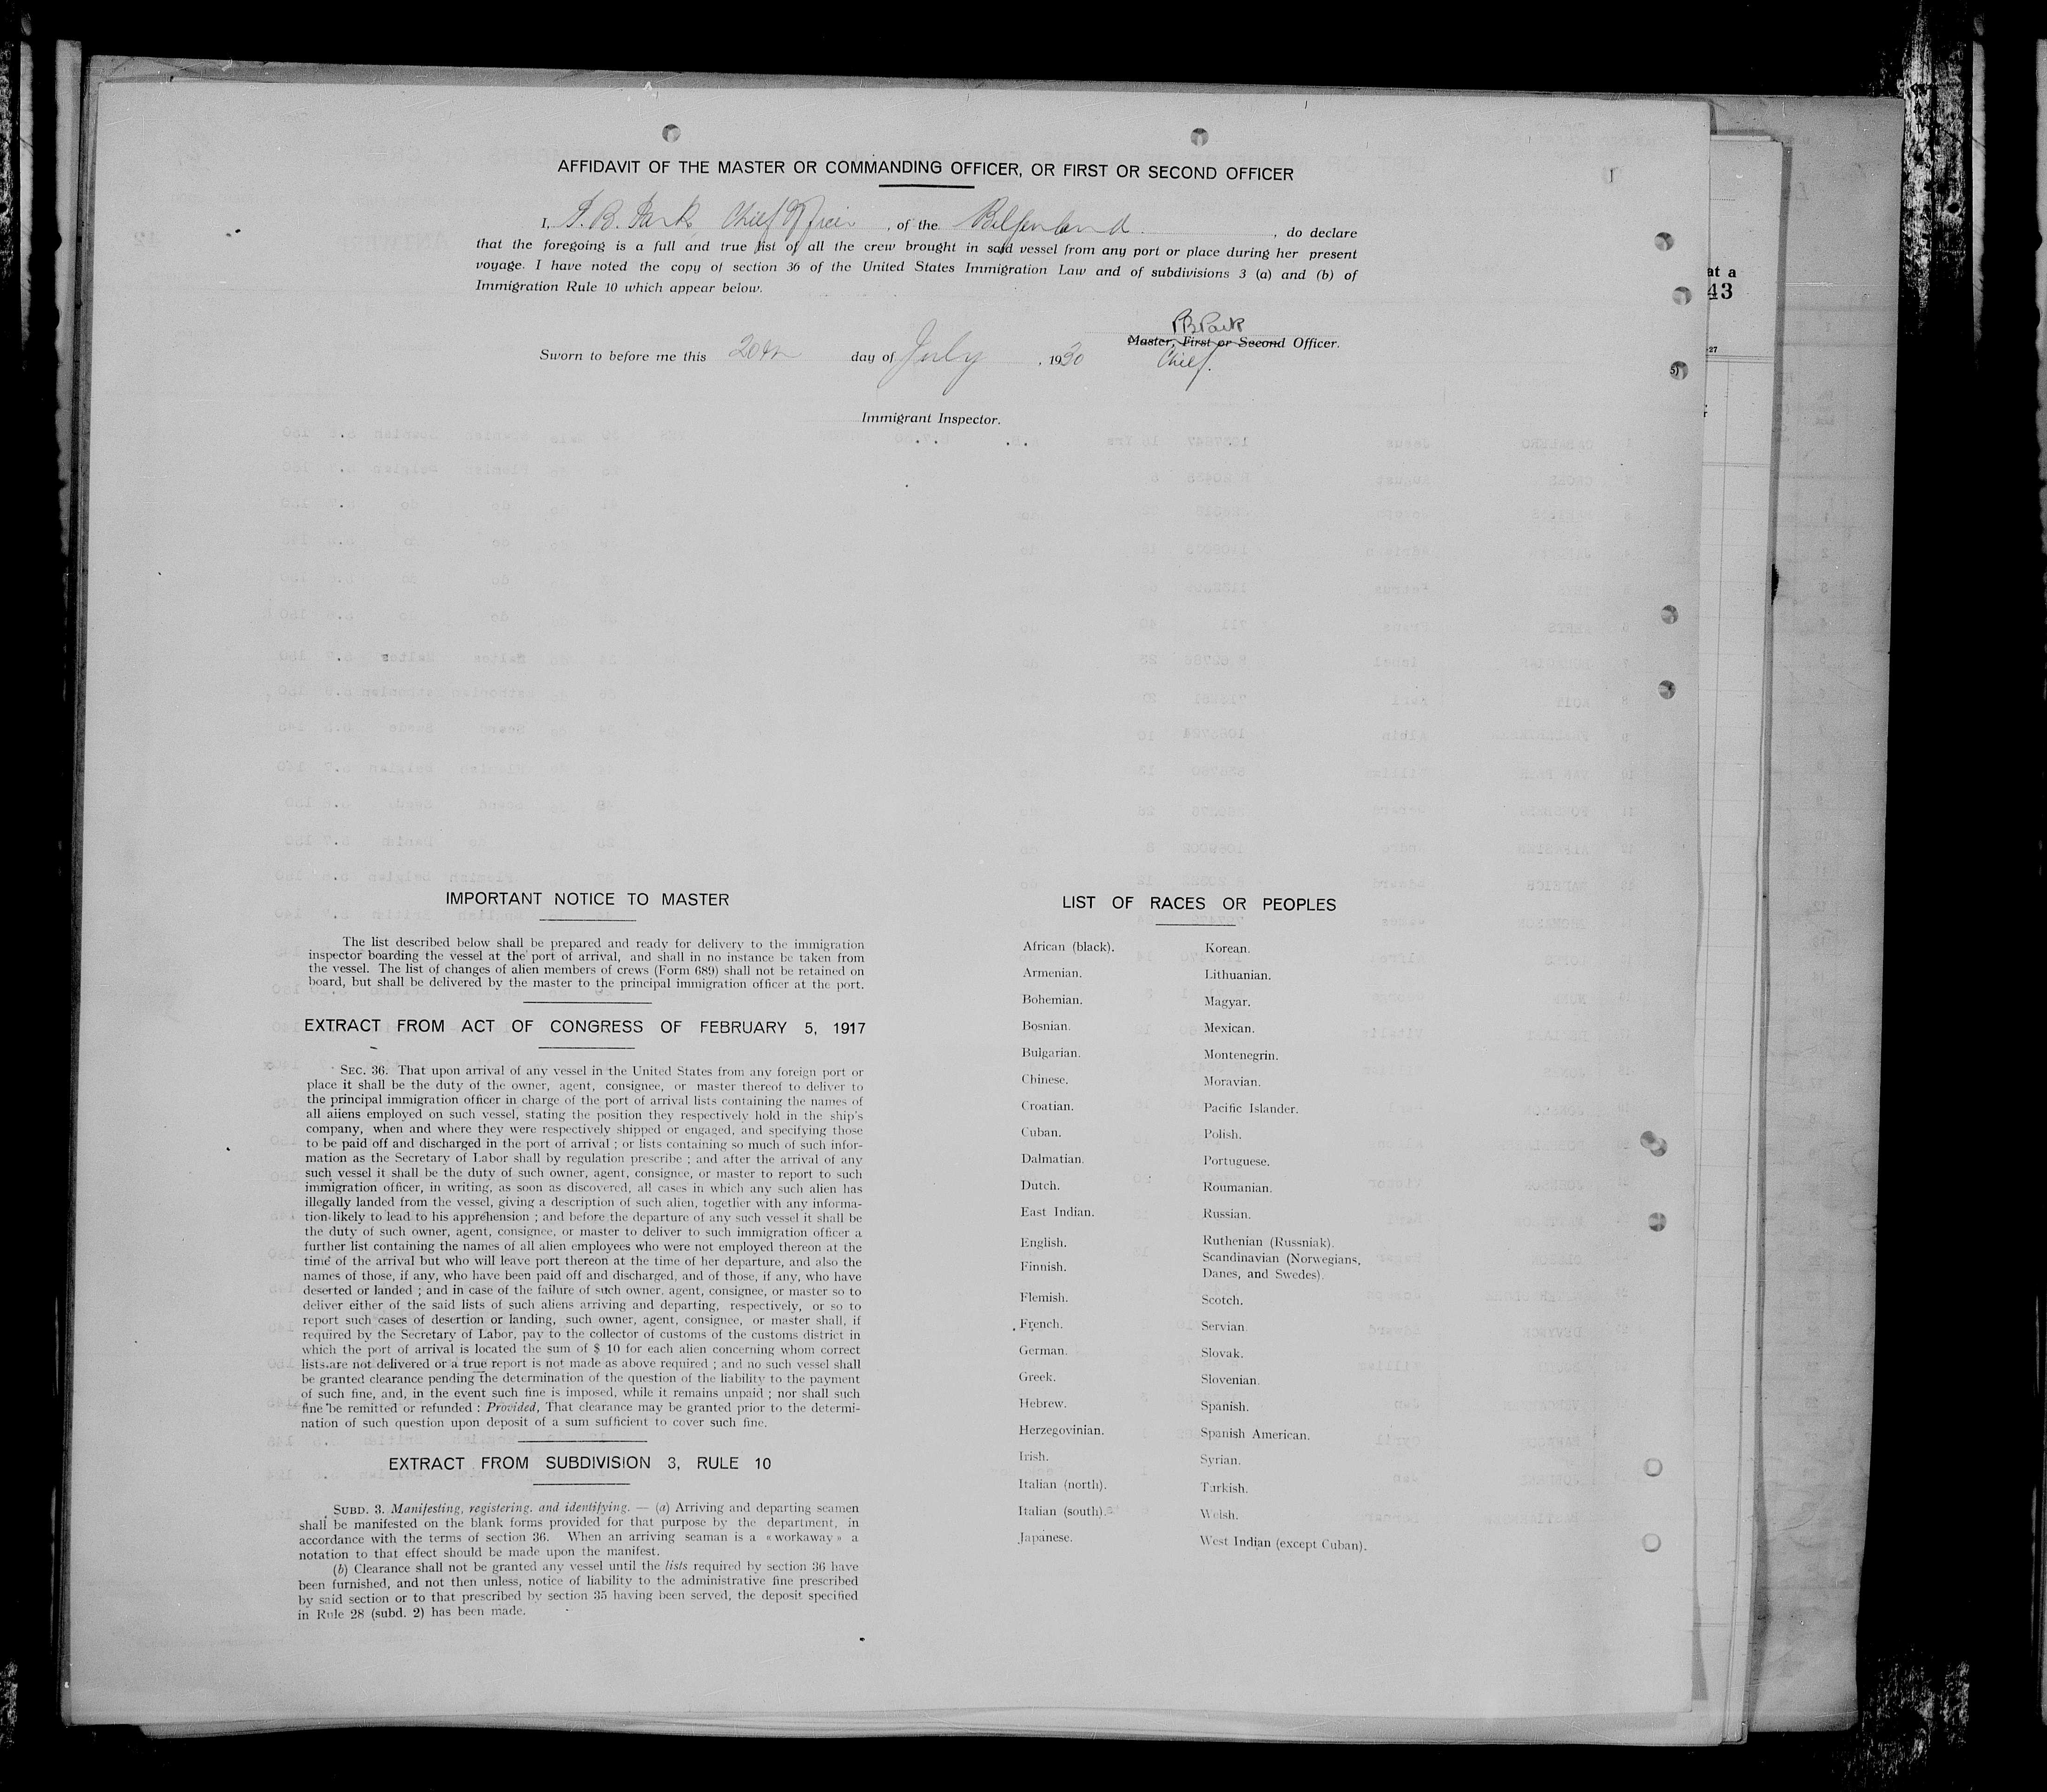 AFFIDAVIT OF THE MASTER OR COMMANDING OFFICER, OR FIRST OR SECOND OFFICER
I, P. B. Park, Chief Officer, of the Belgenland, do declare
that the foregoing is a full and true list of all the crew brought in said vessel from any port or place during her present
voyage. I have noted the copy of section 36 of the United States Immigration Law and of subdivisions 3 (a) and (b) of
Immigration Rule 10 which appear below.
PBPark
Master, First or Second Officer.
Chief.
Sworn to before me this 20th day of July, 1930
Immigrant Inspector.
IMPORTANT NOTICE TO MASTER
The list described below shall be prepared and ready for delivery to the immigration
inspector boarding the vessel at the port of arrival, and shall in no instance be taken from
the vessel. The list of changes of alien members of crews (Form 689) shall not be retained on
board, but shall be delivered by the master to the principal immigration officer at the port.
EXTRACT FROM ACT OF CONGRESS OF FEBRUARY 5, 1917
SEC. 36. That upon arrival of any vessel in the United States from any foreign port or
place it shall be the duty of the owner, agent, consignee, or master thereof to deliver to
the principal immigration officer in charge of the port of arrival lists containing the names of
all aiiens employed on such vessel, stating the position they respectively hold in the ship's
company, when and where they were respectively shipped or engaged, and specifying those
to be paid off and discharged in the port of arrival ; or lists containing so much of such infor-
mation as the Secretary of Labor shall by regulation prescribe ; and after the arrival of any
such vessel it shall be the duty of such owner, agent, consignee, or master to report to such
immigration officer, in writing, as soon as discovered, all cases in which any such alien has
illegally landed from the vessel, giving a description of such alien, together with any informa-
tion likely to lead to his apprehension ; and before the departure of any such vessel it shall be
the duty of such owner, agent, consignee, or master to deliver to such immigration officer a
further list containing the names of all alien employees who were not employed thereon at the
time of the arrival but who will leave port thereon at the time of her departure, and also the
names of those, if any, who have been paid off and discharged, and of those, if any, who have
deserted or landed ; and in case of the failure of such owner. agent, consignee, or master so to
deliver either of the said lists of such aliens arriving and departing, respectively, or so to
report such cases of desertion or landing, such owner, agent, consignee, or master shall, if
required by the Secretary of Labor, pay to the collector of customs of the customs district in
which the port of arrival is located the sum of $ 10 for each alien concerning whom correct
lists are not delivered or a true report is not made as above required ; and no such vessel shall
be granted clearance pending the determination of the question of the liability to the payment
of such fine, and, in the event such fine is imposed, while it remains unpaid ; nor shall such
fine be remitted or refunded : Provided, That clearance may be granted prior to the determi-
nation of such question upon deposit of a sum sufficient to cover such fine.
EXTRACT FROM SUBDIVISION 3, RULE 10
SUBD. 3. Manifesting, registering, and identifying. — (a) Arriving and departing seamen
shall be manifested on the blank forms provided for that purpose by the department, in
accordance with the terms of section 36. When an arriving seaman is a « workaway » a
notation to that effect should be made upon the manifest.
(b) Clearance shall not be granted any vessel until the lists required by section 36 have
been furnished, and not then unless, notice of liability to the administrative fine prescribed
by said section or to that prescribed by section 35 having been served, the deposit specified
in Rule 28 (subd. 2) has been made.
LIST OF RACES OR PEOPLES
African (black).
Armenian.
Bohemian.
Bosnian.
Bulgarian.
Chinese.
Croatian.
Cuban.
Dalmatian.
Dutch.
East Indian.
English.
Finnish.
Flemish.
French.
German.
Greek.
Hebrew.
Herzegovinian.
Irish.
Italian (north).
Italian (south).
Japanese.
Korean.
Lithuanian.
Magyar.
Mexican.
Montenegrin.
Moravian.
Pacific Islander.
Polish.
Portuguese.
Roumanian.
Russian.
Ruthenian (Russniak).
Scandinavian (Norwegians,
Danes, and Swedes).
Scotch.
Servian.
Slovak.
Slovenian.
Spanish.
Spanish American.
Syrian.
Turkish.
Welsh.
West Indian (except Cuban).
at a
43